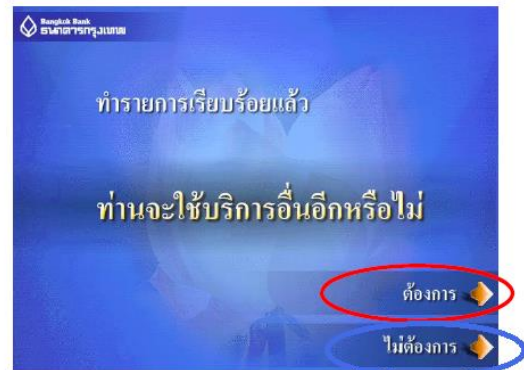 Bangkok Bank
ธนาคารกรุงเทพ
ทำรายการเรียบร้อยแล้ว
ท่านจะใช้บริการอื่นอีกหรือไม่
ต้องการ
ไม่ต้องการ